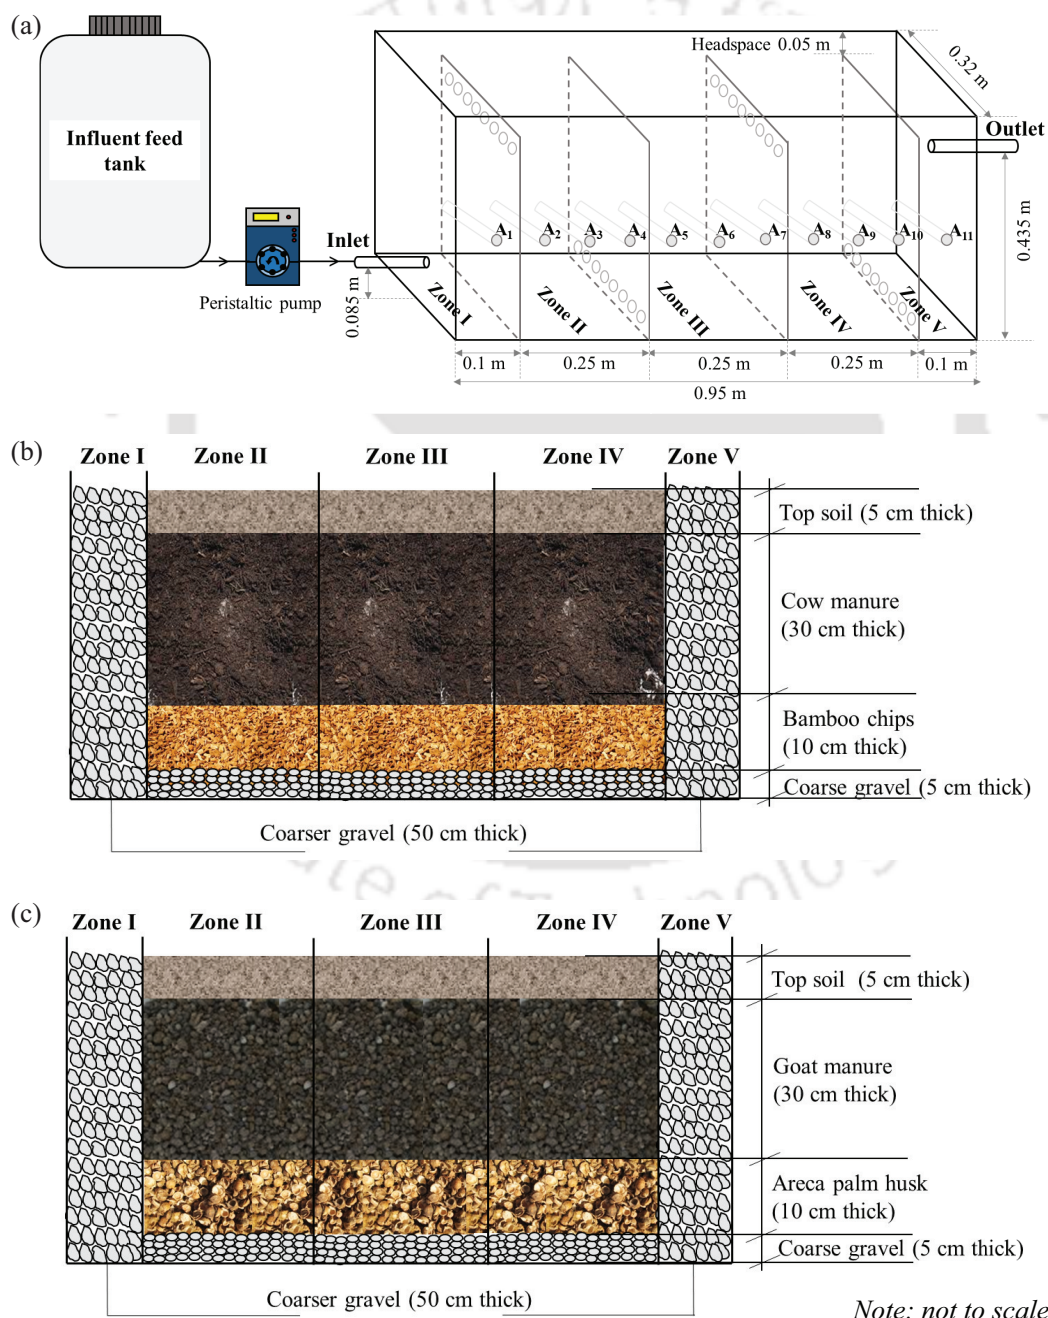 (a)
Influent feed
tank
Peristaltic pump
Inlet
0.085 m
Headspace 0.05 m
0.32 m
Outlet
0.435 m
A1 A2 A3 A4 A5 A6 A7 A8 A9 A10 A11
Zone I Zone II Zone III Zone IV Zone V
0.1 m 0.25 m 0.25 m 0.25 m 0.1 m
0.95 m
(b)
Zone I Zone II Zone III Zone IV Zone V
Top soil (5 cm thick)
Cow manure
(30 cm thick)
Bamboo chips
(10 cm thick)
Coarse gravel (5 cm thick)
Coarser gravel (50 cm thick)
(c)
Zone I Zone II Zone III Zone IV Zone V
Top soil (5 cm thick)
Goat manure
(30 cm thick)
Areca palm husk
(10 cm thick)
Coarse gravel (5 cm thick)
Coarser gravel (50 cm thick)
Note: not to scale